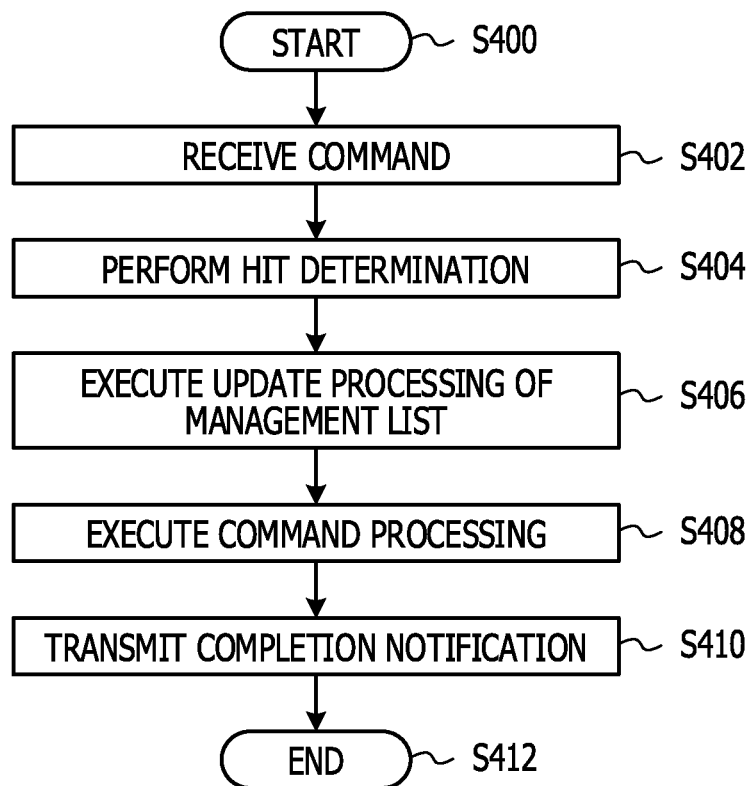 START
S400
RECEIVE COMMAND
S402
PERFORM HIT DETERMINATION
S404
EXECUTE UPDATE PROCESSING OF
MANAGEMENT LIST
S406
EXECUTE COMMAND PROCESSING
S408
TRANSMIT COMPLETION NOTIFICATION
S410
END
S412